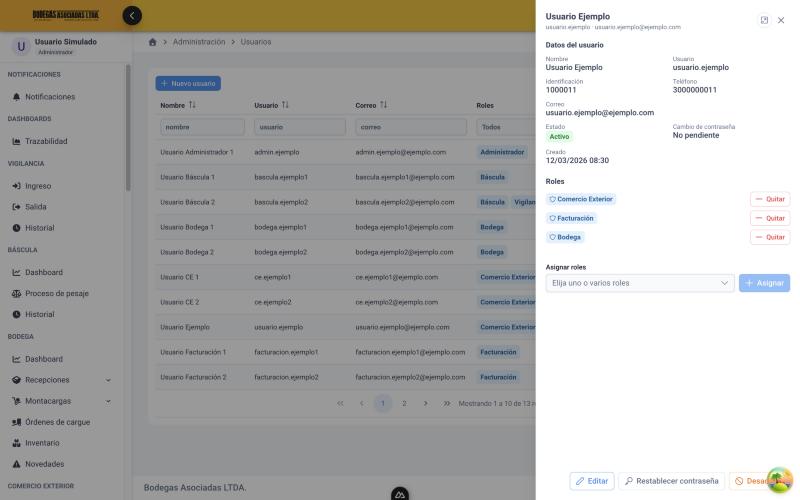 BODEGAS ASOCIADAS LTDA.
U
Usuario Simulado
Administrador
NOTIFICACIONES
Notificaciones
DASHBOARDS
Trazabilidad
VIGILANCIA
Ingreso
Salida
Historial
BÁSCULA
Dashboard
Proceso de pesaje
Historial
BODEGA
Dashboard
Recepciones
Montacargas
Órdenes de cargue
Inventario
Novedades
COMERCIO EXTERIOR
Administración
Usuarios
+ Nuevo usuario
Nombre Usuario Correo Roles
nombre usuario correo Todos
Usuario Administrador 1 admin.ejemplo admin.ejemplo@ejemplo.com Administrador
Usuario Báscula 1 bascula.ejemplo1 bascula.ejemplo1@ejemplo.com Báscula
Usuario Báscula 2 bascula.ejemplo2 bascula.ejemplo2@ejemplo.com Báscula Vigilan
Usuario Bodega 1 bodega.ejemplo1 bodega.ejemplo1@ejemplo.com Bodega
Usuario Bodega 2 bodega.ejemplo2 bodega.ejemplo2@ejemplo.com Bodega
Usuario CE 1 ce.ejemplo1 ce.ejemplo1@ejemplo.com Comercio Exterior
Usuario CE 2 ce.ejemplo2 ce.ejemplo2@ejemplo.com Comercio Exterior
Usuario Ejemplo usuario.ejemplo usuario.ejemplo@ejemplo.com Comercio Exterior
Usuario Facturación 1 facturacion.ejemplo1 facturacion.ejemplo1@ejemplo.com Facturación
Usuario Facturación 2 facturacion.ejemplo2 facturacion.ejemplo2@ejemplo.com Facturación
« ‹ 1 2 › » Mostrando 1 a 10 de 13 r
Bodegas Asociadas LTDA.
Usuario Ejemplo
usuario.ejemplo · usuario.ejemplo@ejemplo.com
Datos del usuario
Nombre Usuario
Usuario Ejemplo usuario.ejemplo
Identificación Teléfono
1000011 3000000011
Correo
usuario.ejemplo@ejemplo.com
Estado Cambio de contraseña
Activo No pendiente
Creado
12/03/2026 08:30
Roles
Comercio Exterior Quitar
Facturación Quitar
Bodega Quitar
Asignar roles
Elija uno o varios roles + Asignar
Editar Restablecer contraseña Desac